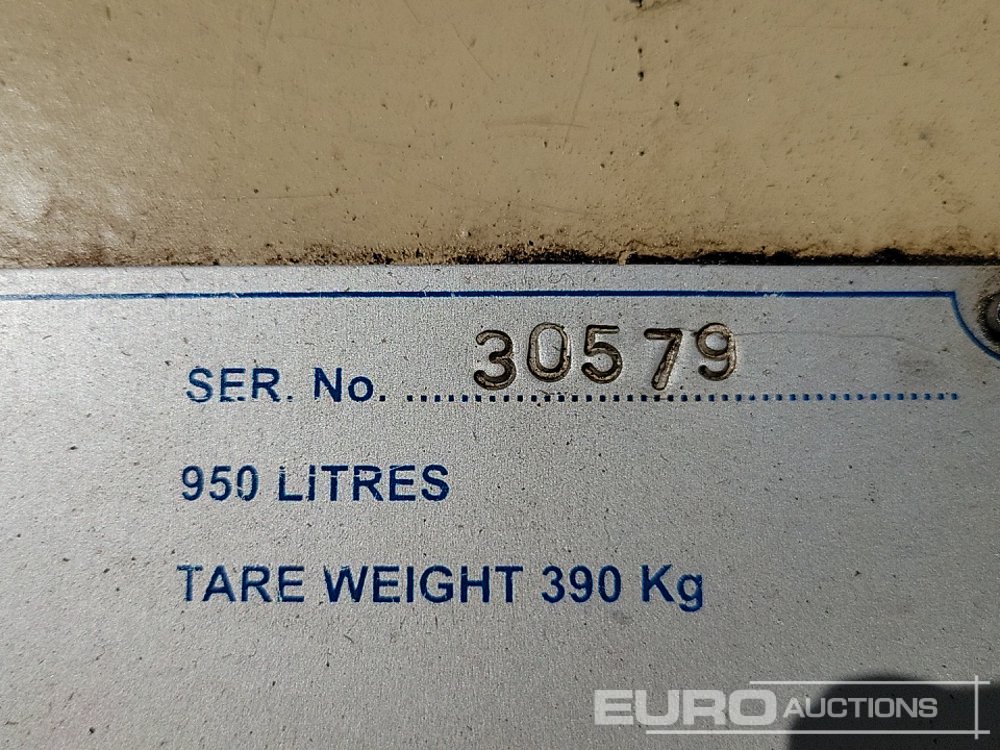 SER. No. 30579
950 LITRES
TARE WEIGHT 390 Kg
EURO AUCTIONS